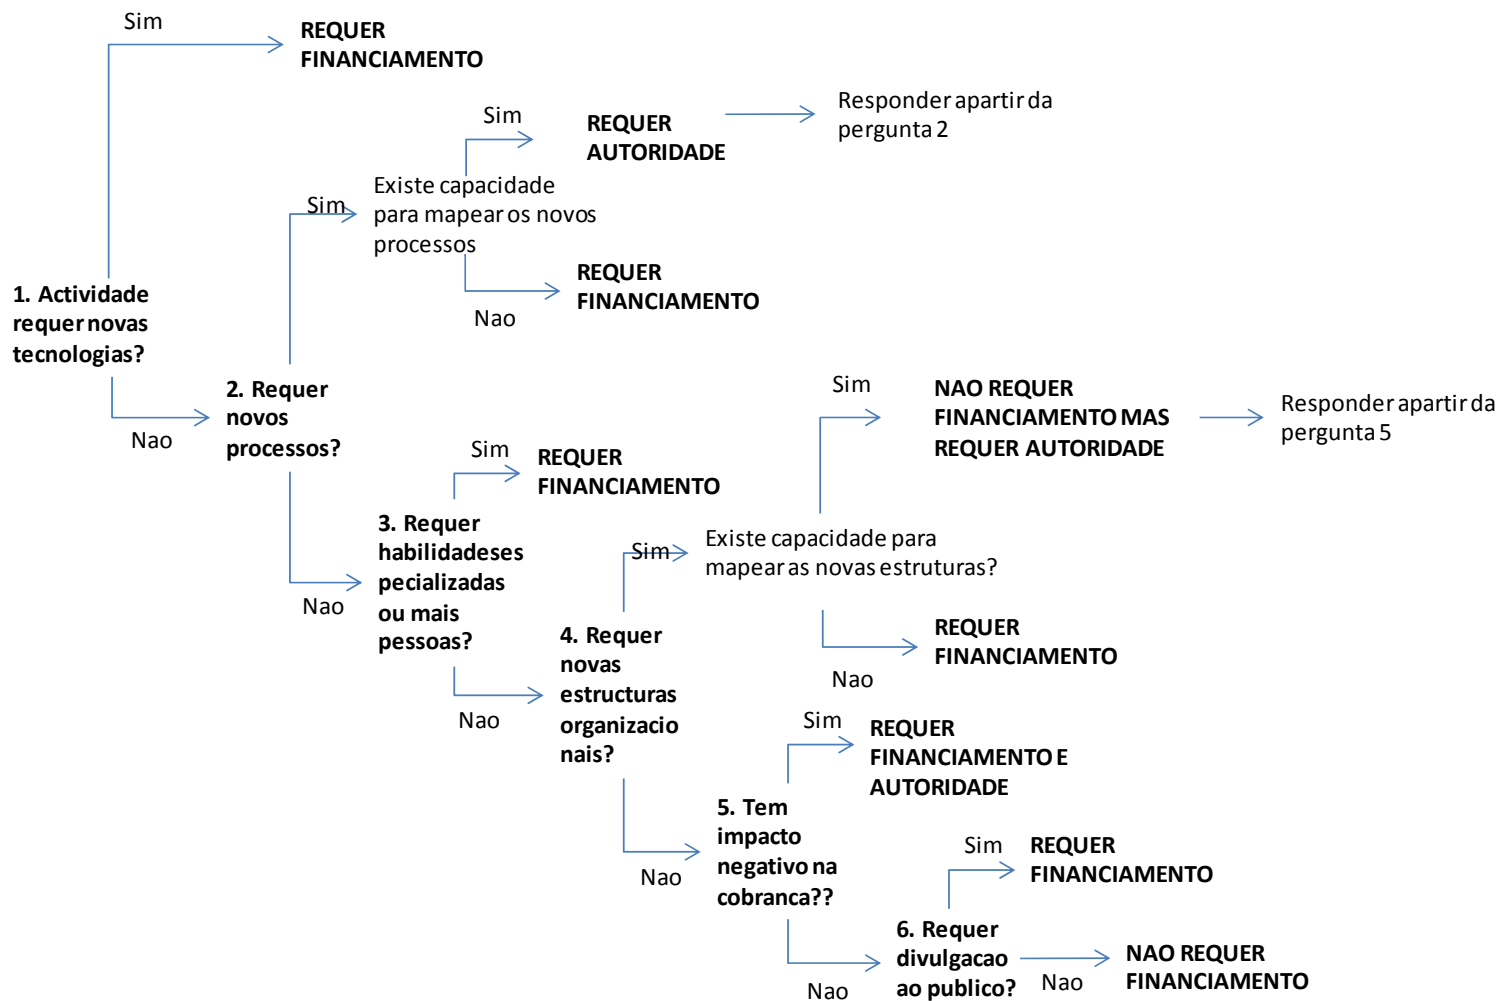 Sim
REQUER
FINANCIAMENTO
Sim
REQUER
AUTORIDADE
Responder apartir da
pergunta 2
Sim
Existe capacidade
para mapear os novos
processos
REQUER
FINANCIAMENTO
Nao
1. Actividade
requer novas
tecnologias?
Nao
2. Requer
novos
processos?
Sim
NAO REQUER
FINANCIAMENTO MAS
REQUER AUTORIDADE
Responder apartir da
pergunta 5
Sim
REQUER
FINANCIAMENTO
Nao
3. Requer
habilidadeses
pecializadas
ou mais
pessoas?
Sim
Existe capacidade para
mapear as novas estruturas?
REQUER
FINANCIAMENTO
Nao
Nao
4. Requer
novas
estructuras
organizacio
nais?
Sim
REQUER
FINANCIAMENTO E
AUTORIDADE
Nao
5. Tem
impacto
negativo na
cobranca??
Sim
REQUER
FINANCIAMENTO
Nao
6. Requer
divulgacao
ao publico?
Nao
NAO REQUER
FINANCIAMENTO